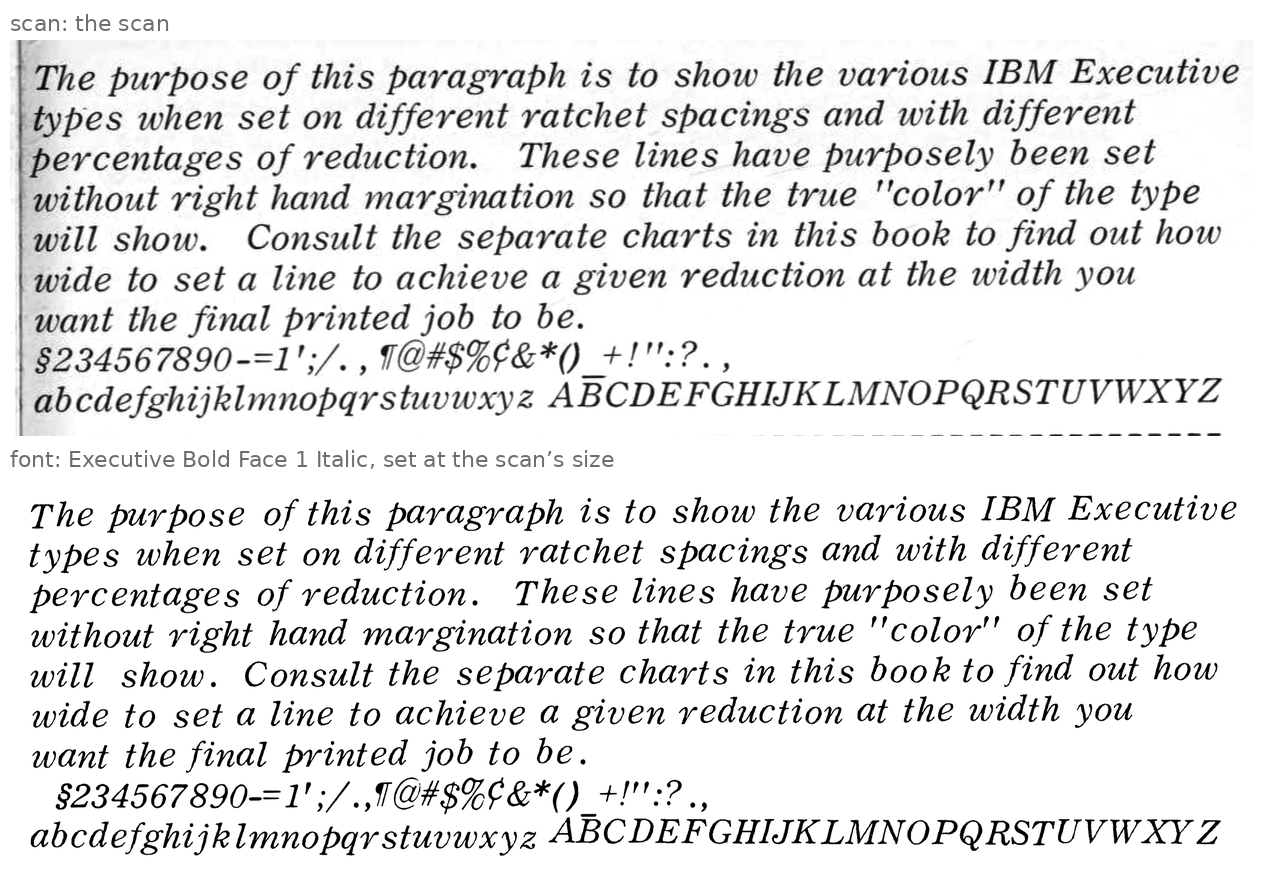 scan: the scan
The purpose of this paragraph is to show the various IBM Executive
types when set on different ratchet spacings and with different
percentages of reduction.   These lines have purposely been set
without right hand margination so that the true "color" of the type
will show.   Consult the separate charts in this book to find out how
wide to set a line to achieve a given reduction at the width you
want the final printed job to be.
§234567890-=1';/. , ¶@#$%¢&*()_+!":?. ,
abcdefghijklmnopqrstuvwxyz ABCDEFGHIJKLMNOPQRSTUVWXYZ
font: Executive Bold Face 1 Italic, set at the scan’s size
The purpose of this paragraph is to show the various IBM Executive
types when set on different ratchet spacings and with different
percentages of reduction.   These lines have purposely been set
without right hand margination so that the true "color" of the type
will  show.  Consult the separate charts in this book to find out how
wide to set a line to achieve a given reduction at the width you
want the final printed job to be.
§234567890-=1';/.,¶@#$%¢&*()_+!":?.,
abcdefghijklmnopqrstuvwxyz ABCDEFGHIJKLMNOPQRSTUVWXYZ